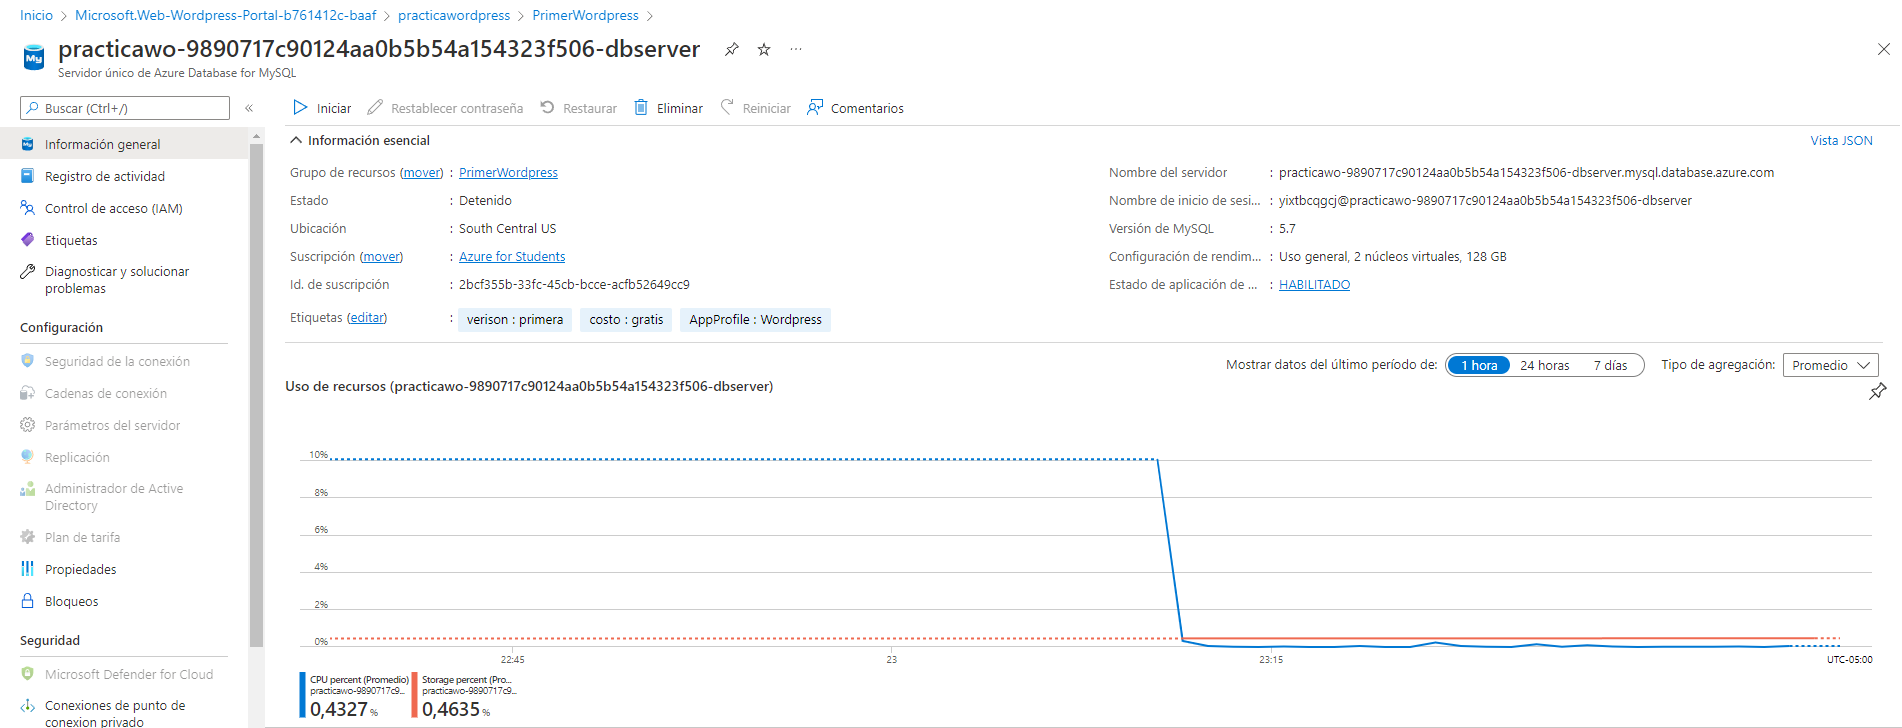 Inicio > Microsoft.Web-Wordpress-Portal-b761412c-baaf > practicawordpress > PrimerWordpress >
My
practicawo-9890717c90124aa0b5b54a154323f506-dbserver
Servidor único de Azure Database for MySQL
Buscar (Ctrl+/)
«
Iniciar
Restablecer contraseña
Restaurar
Eliminar
Reiniciar
Comentarios
Información general
Registro de actividad
Control de acceso (IAM)
Etiquetas
Diagnosticar y solucionar
problemas
Configuración
Seguridad de la conexión
Cadenas de conexión
Parámetros del servidor
Replicación
Administrador de Active
Directory
Plan de tarifa
Propiedades
Bloqueos
Seguridad
Microsoft Defender for Cloud
Conexiones de punto de
conexion privado
Información esencial
Vista JSON
Grupo de recursos (mover) : PrimerWordpress
Estado : Detenido
Ubicación : South Central US
Suscripción (mover) : Azure for Students
Id. de suscripción : 2bcf355b-33fc-45cb-bcce-acfb52649cc9
Etiquetas (editar) : verison : primera costo : gratis AppProfile : Wordpress
Nombre del servidor : practicawo-9890717c90124aa0b5b54a154323f506-dbserver.mysql.database.azure.com
Nombre de inicio de sesi... : yixtbcqgcj@practicawo-9890717c90124aa0b5b54a154323f506-dbserver
Versión de MySQL : 5.7
Configuración de rendim... : Uso general, 2 núcleos virtuales, 128 GB
Estado de aplicación de ... : HABILITADO
Mostrar datos del último período de: 1 hora 24 horas 7 días Tipo de agregación: Promedio
Uso de recursos (practicawo-9890717c90124aa0b5b54a154323f506-dbserver)
10%
8%
6%
4%
2%
0%
22:45 23 23:15 UTC-05:00
CPU percent (Promedio)
practicawo-9890717c9...
0,4327 %
Storage percent (Pro...
practicawo-9890717c9...
0,4635 %